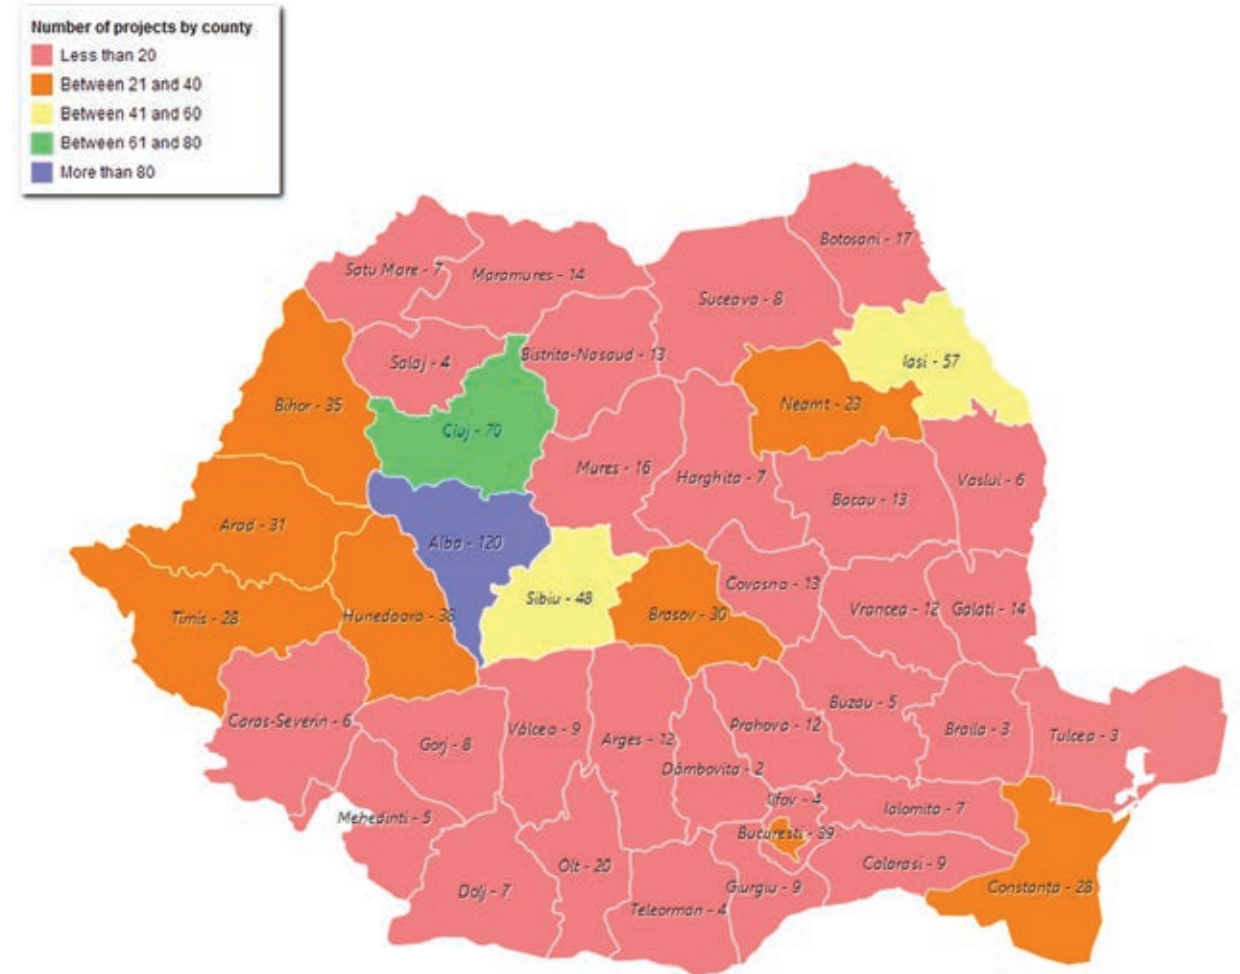 Number of projects by county
Less than 20
Between 21 and 40
Between 41 and 60
Between 61 and 80
More than 80
Botosani - 17
Satu Mare - 7
Maramures - 14
Suceava - 8
Salaj - 4
Bistrita-Nasaud - 13
Iasi - 57
Bihor - 35
Neamt - 23
Cluj - 70
Mures - 16
Harghita - 7
Bacau - 13
Vaslui - 6
Arad - 31
Alba - 120
Timis - 28
Hunedoara -
Sibiu - 48
Brasov - 30
Covasna - 13
Vrancea - 12
Galati - 14
Caras-Severin - 6
Gorj - 8
Vâlcea - 9
Arges - 12
Prahova - 12
Buzau - 5
Braila - 3
Tulcea - 3
Dâmbovita - 2
Ilfov - 4
Ialomita - 7
Mehedinti - 5
Bucuresti - 39
Olt - 20
Calarasi - 9
Dolj - 7
Giurgiu - 9
Constanța - 28
Teleorman - 4